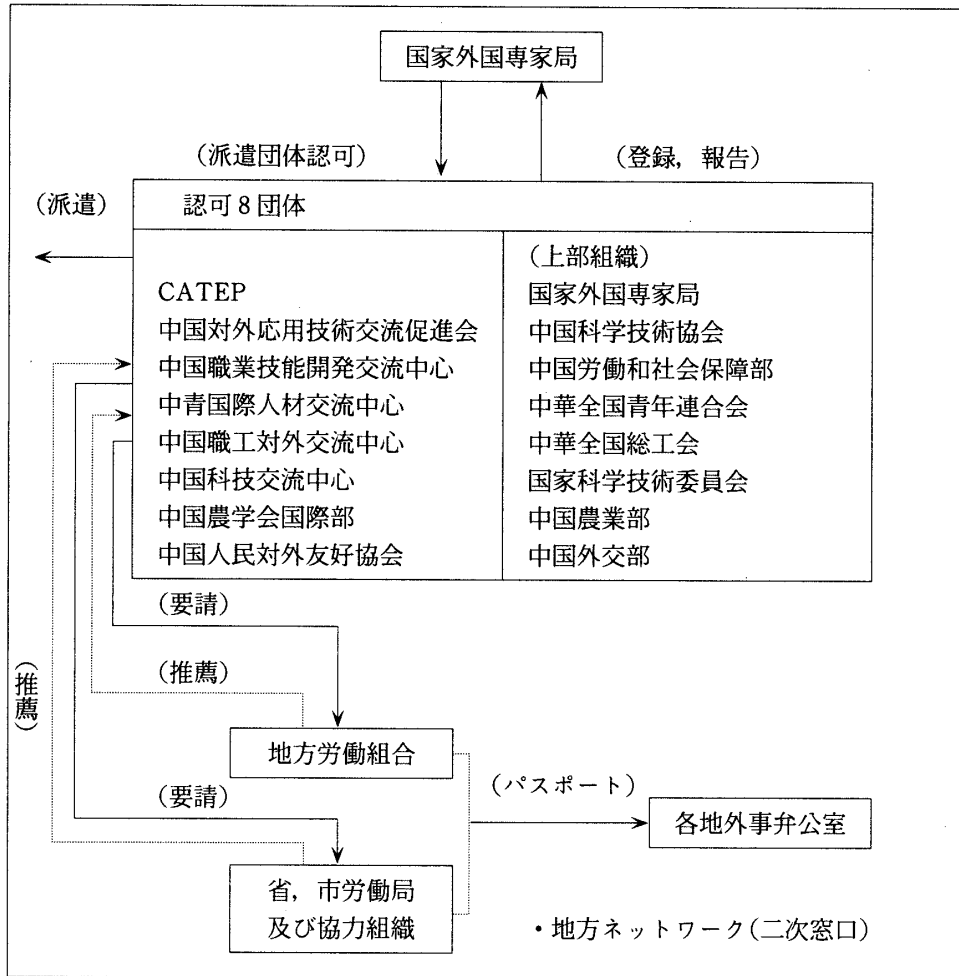 国家外国専家局
(派遣団体認可)
(登録，報告)
(派遣)
認可8団体
(上部組織)
CATEP
国家外国専家局
中国対外応用技術交流促進会
中国科学技術協会
中国職業技能開発交流中心
中国労働和社会保障部
中青国際人材交流中心
中華全国青年連合会
中国職工対外交流中心
中華全国総工会
中国科技交流中心
国家科学技術委員会
中国農学会国際部
中国農業部
中国人民対外友好協会
中国外交部
(要請)
(推薦)
(推薦)
地方労働組合
(要請)
(パスポート)
各地外事弁公室
省，市労働局
及び協力組織
・地方ネットワーク(二次窓口)